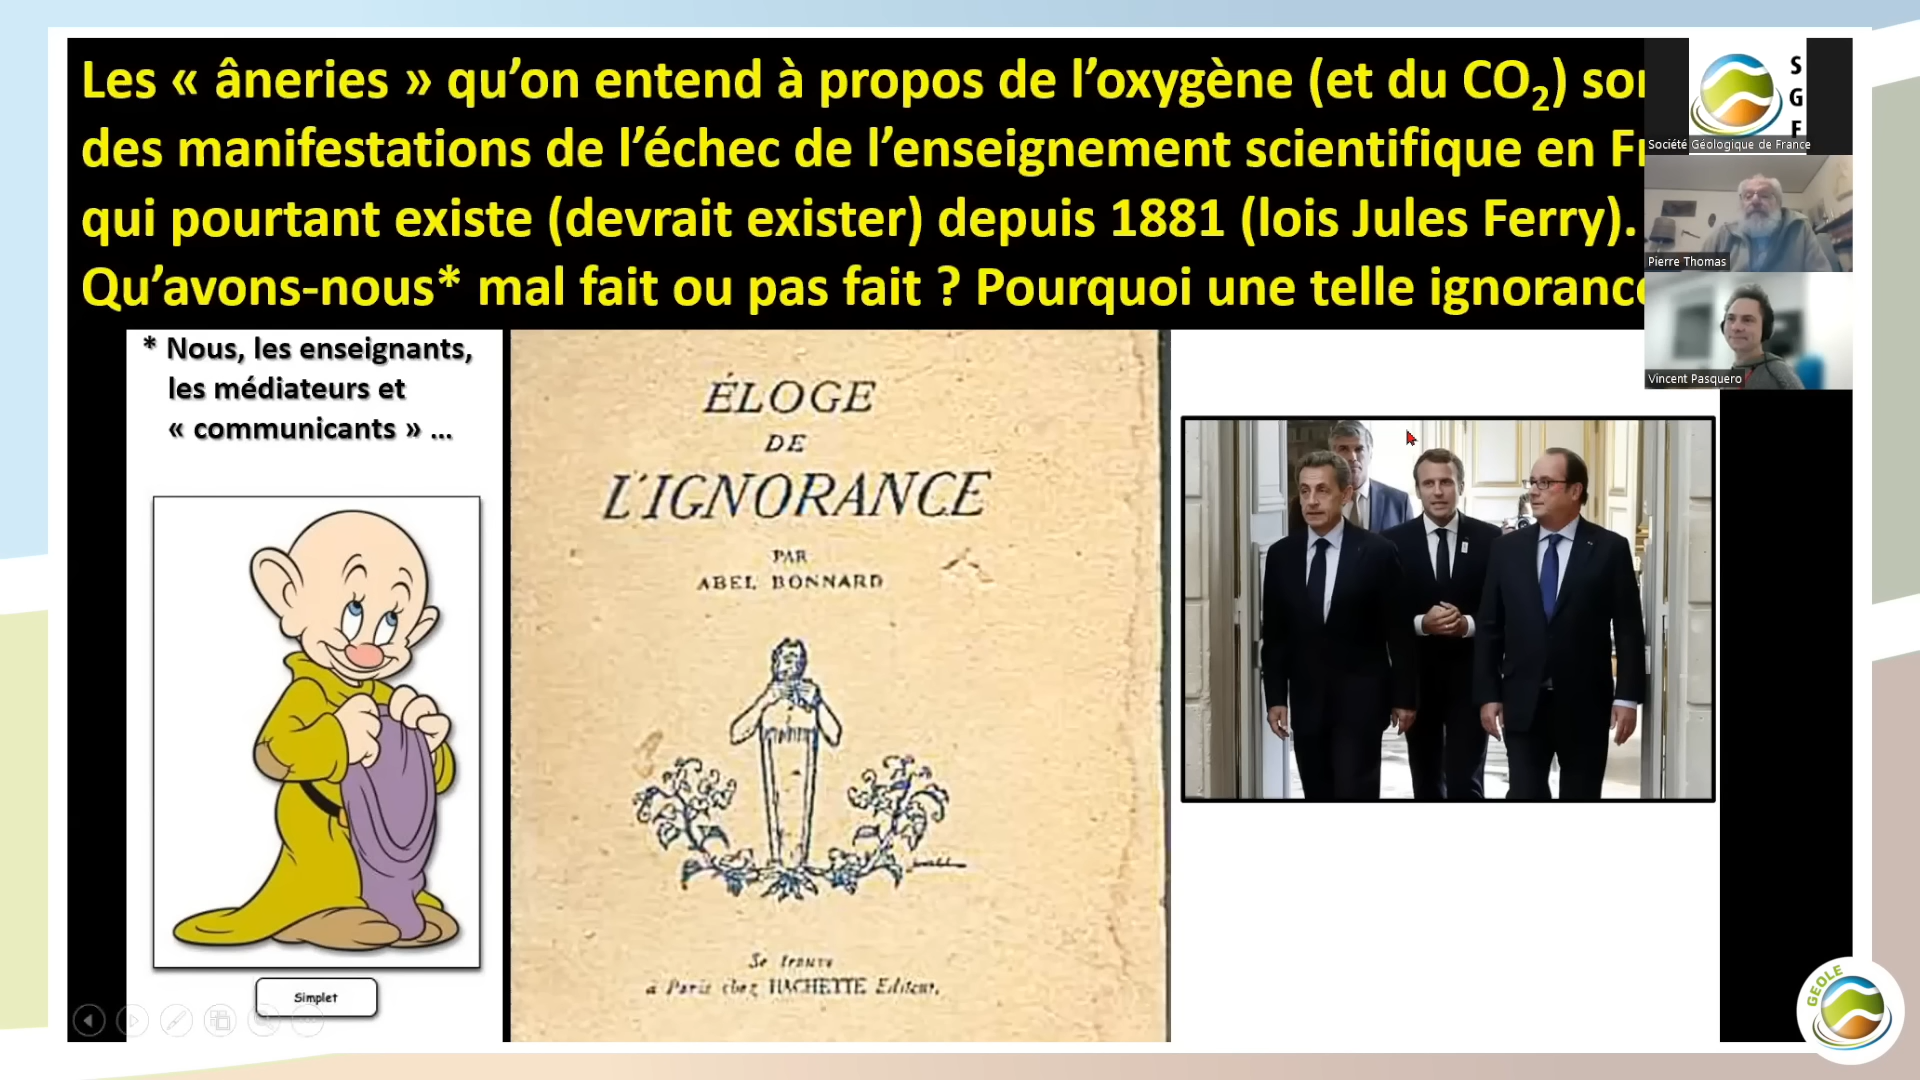 Les « âneries » qu’on entend à propos de l’oxygène (et du CO₂)
des manifestations de l’échec de l’enseignement scientifique en
qui pourtant existe (devrait exister) depuis 1881 (lois Jules Ferry).
Qu’avons-nous* mal fait ou pas fait ? Pourquoi une telle
* Nous, les enseignants,
les médiateurs et
« communicants » ...
Simplet
ÉLOGE
DE
L'IGNORANCE
PAR
ABEL BONNARD
Se trouve
à Paris chez HACHETTE Editeur.
S
G
F
Société Géologique de France
Pierre Thomas
Vincent Pasquero
GEOLE